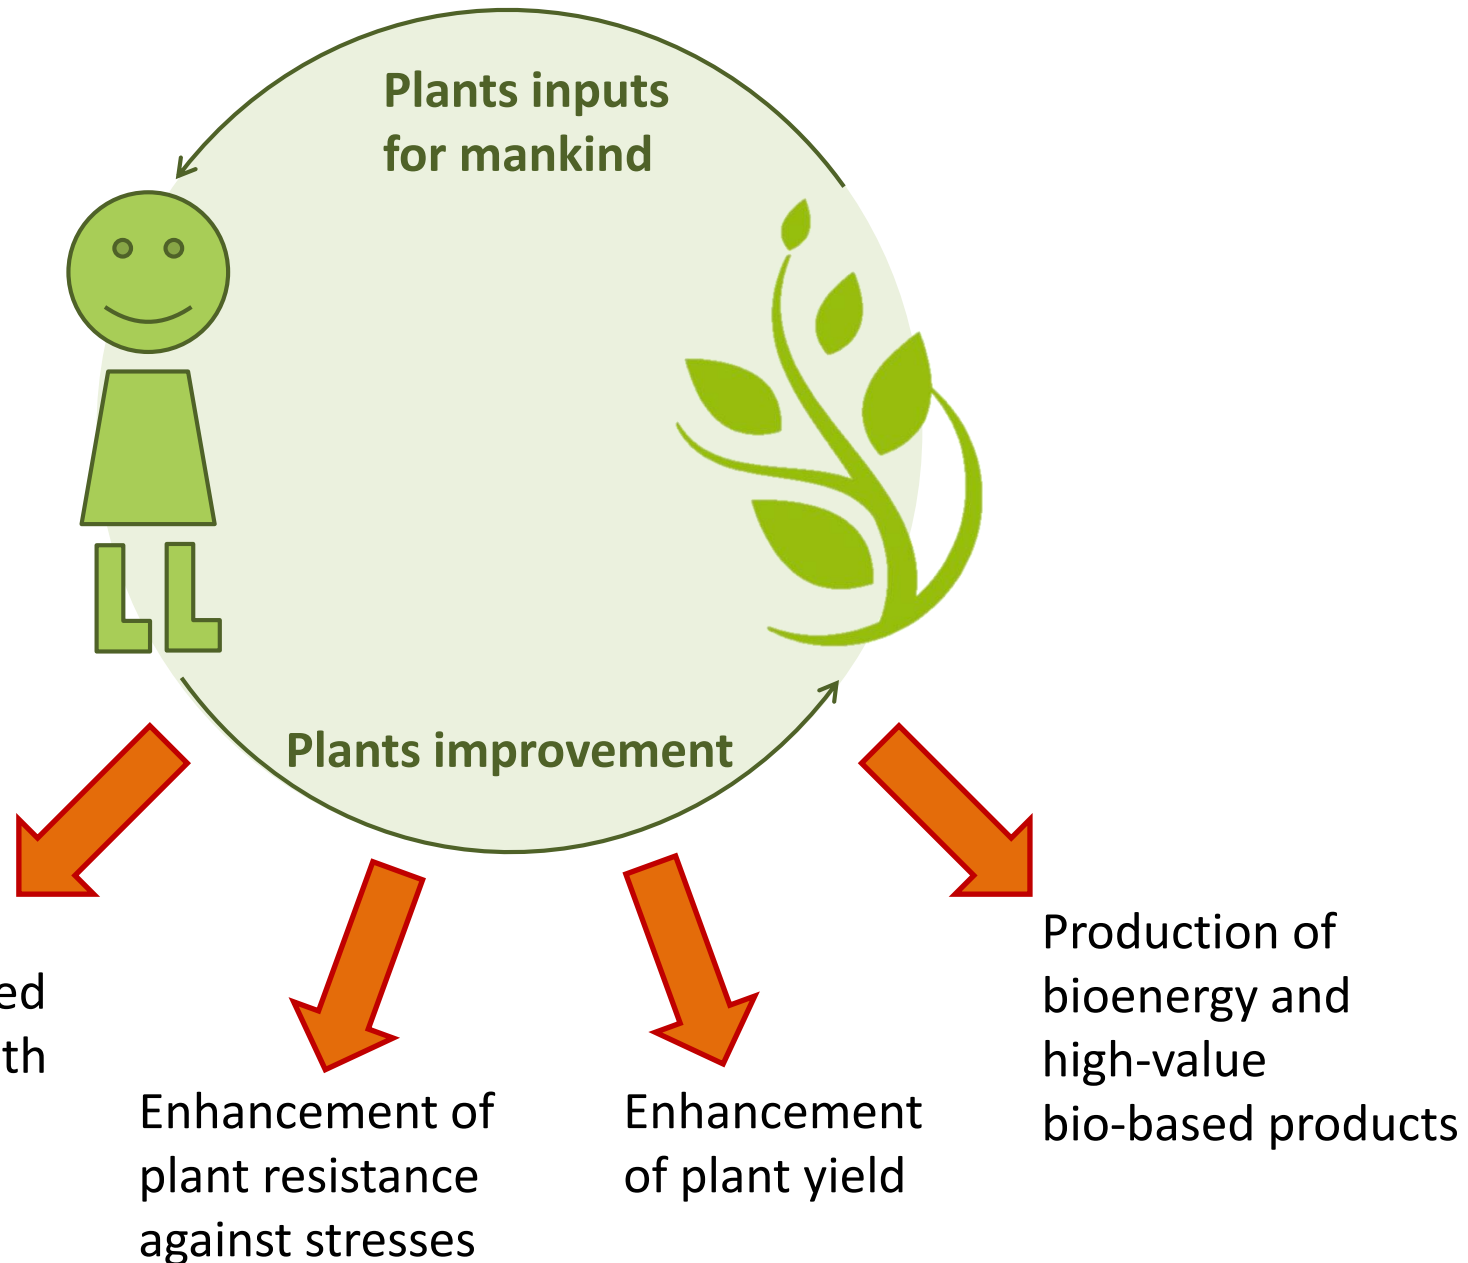 Plants inputs
for mankind
Plants improvement
Enhancement of
plant resistance
against stresses
Enhancement
of plant yield
Production of
bioenergy and
high-value
bio-based products